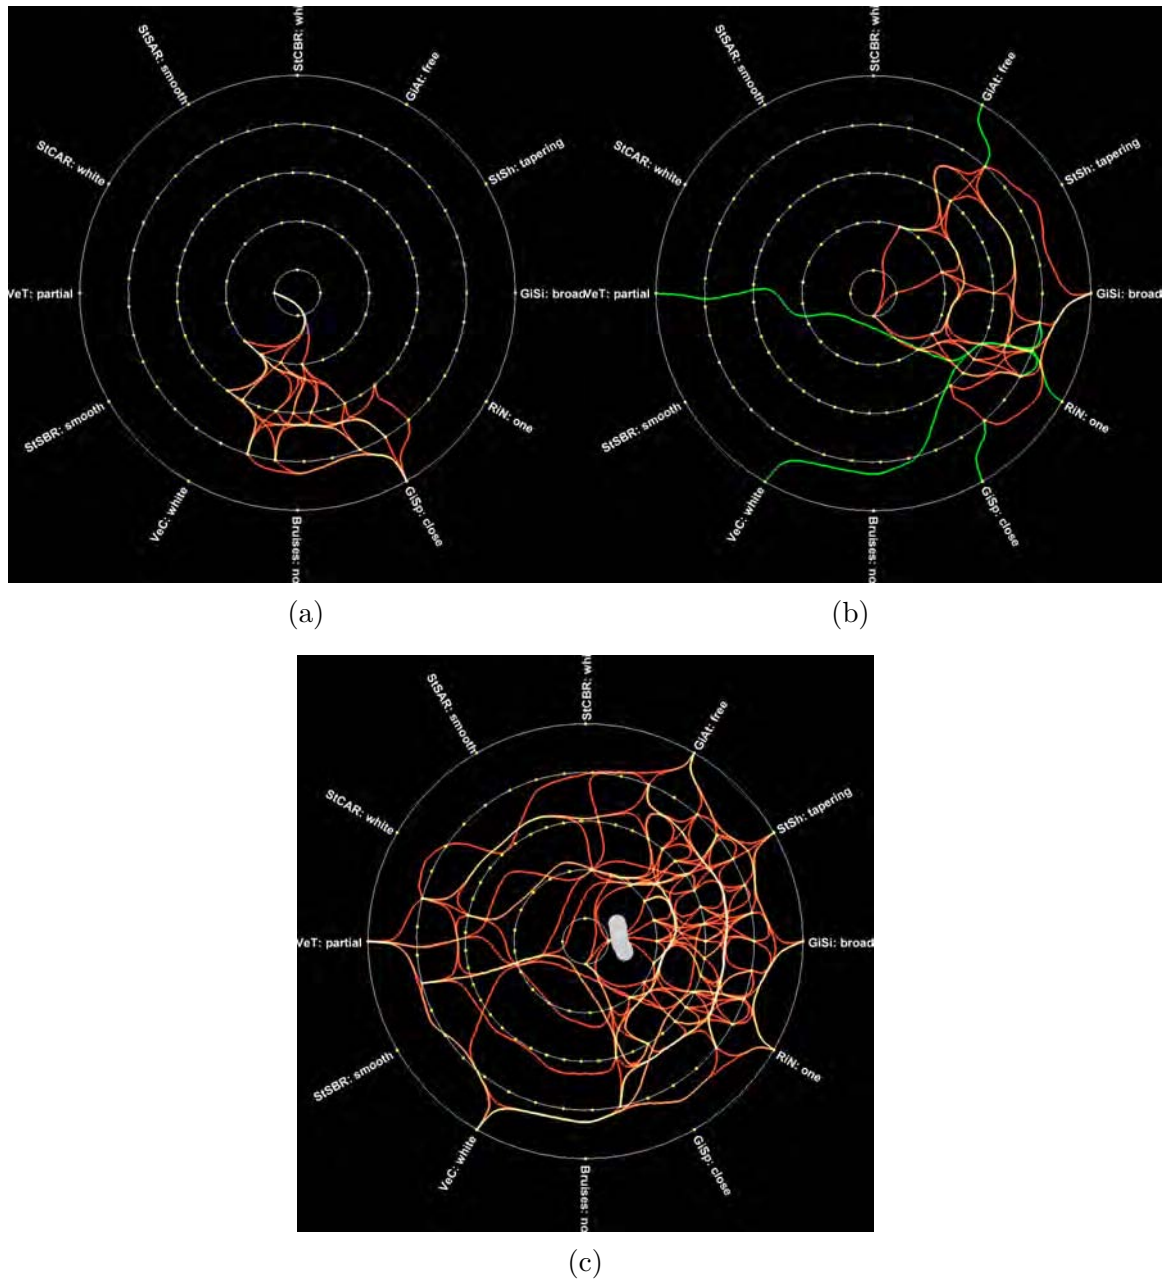 StCBR: whi
StSAR: smooth
GiAt: free
StCAR: white
StSh: tapering
VeT: partial
GiSi: broad
StSBR: smooth
RiN: one
VeC: white
GiSp: close
Bruises: no
(a)
StCBR: whi
StSAR: smooth
GiAt: free
StCAR: white
StSh: tapering
VeT: partial
GiSi: broad
StSBR: smooth
RiN: one
VeC: white
GiSp: close
Bruises: no
(b)
StCBR: whi
StSAR: smooth
GiAt: free
StCAR: white
StSh: tapering
VeT: partial
GiSi: broad
StSBR: smooth
RiN: one
VeC: white
GiSp: close
Bruises: no
(c)